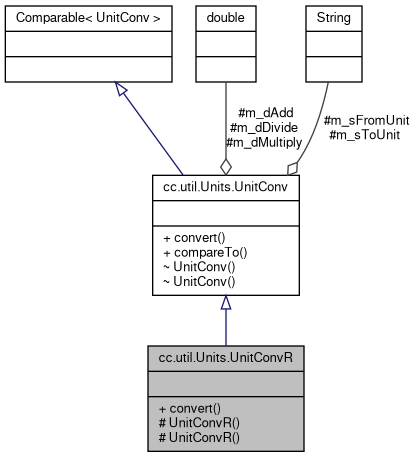 Comparable< UnitConv >
double
String
#m_dAdd
#m_dDivide
#m_dMultiply
#m_sFromUnit
#m_sToUnit
cc.util.Units.UnitConv
+ convert()
+ compareTo()
~ UnitConv()
~ UnitConv()
cc.util.Units.UnitConvR
+ convert()
# UnitConvR()
# UnitConvR()